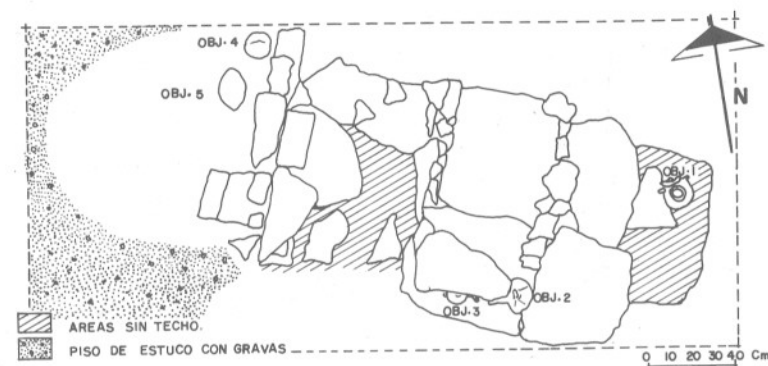 OBJ. 4
OBJ. 5
N
OBJ. 1
OBJ. 2
OBJ. 3
AREAS SIN TECHO.
PISO DE ESTUCO CON GRAVAS
0 10 20 30 40 Cm